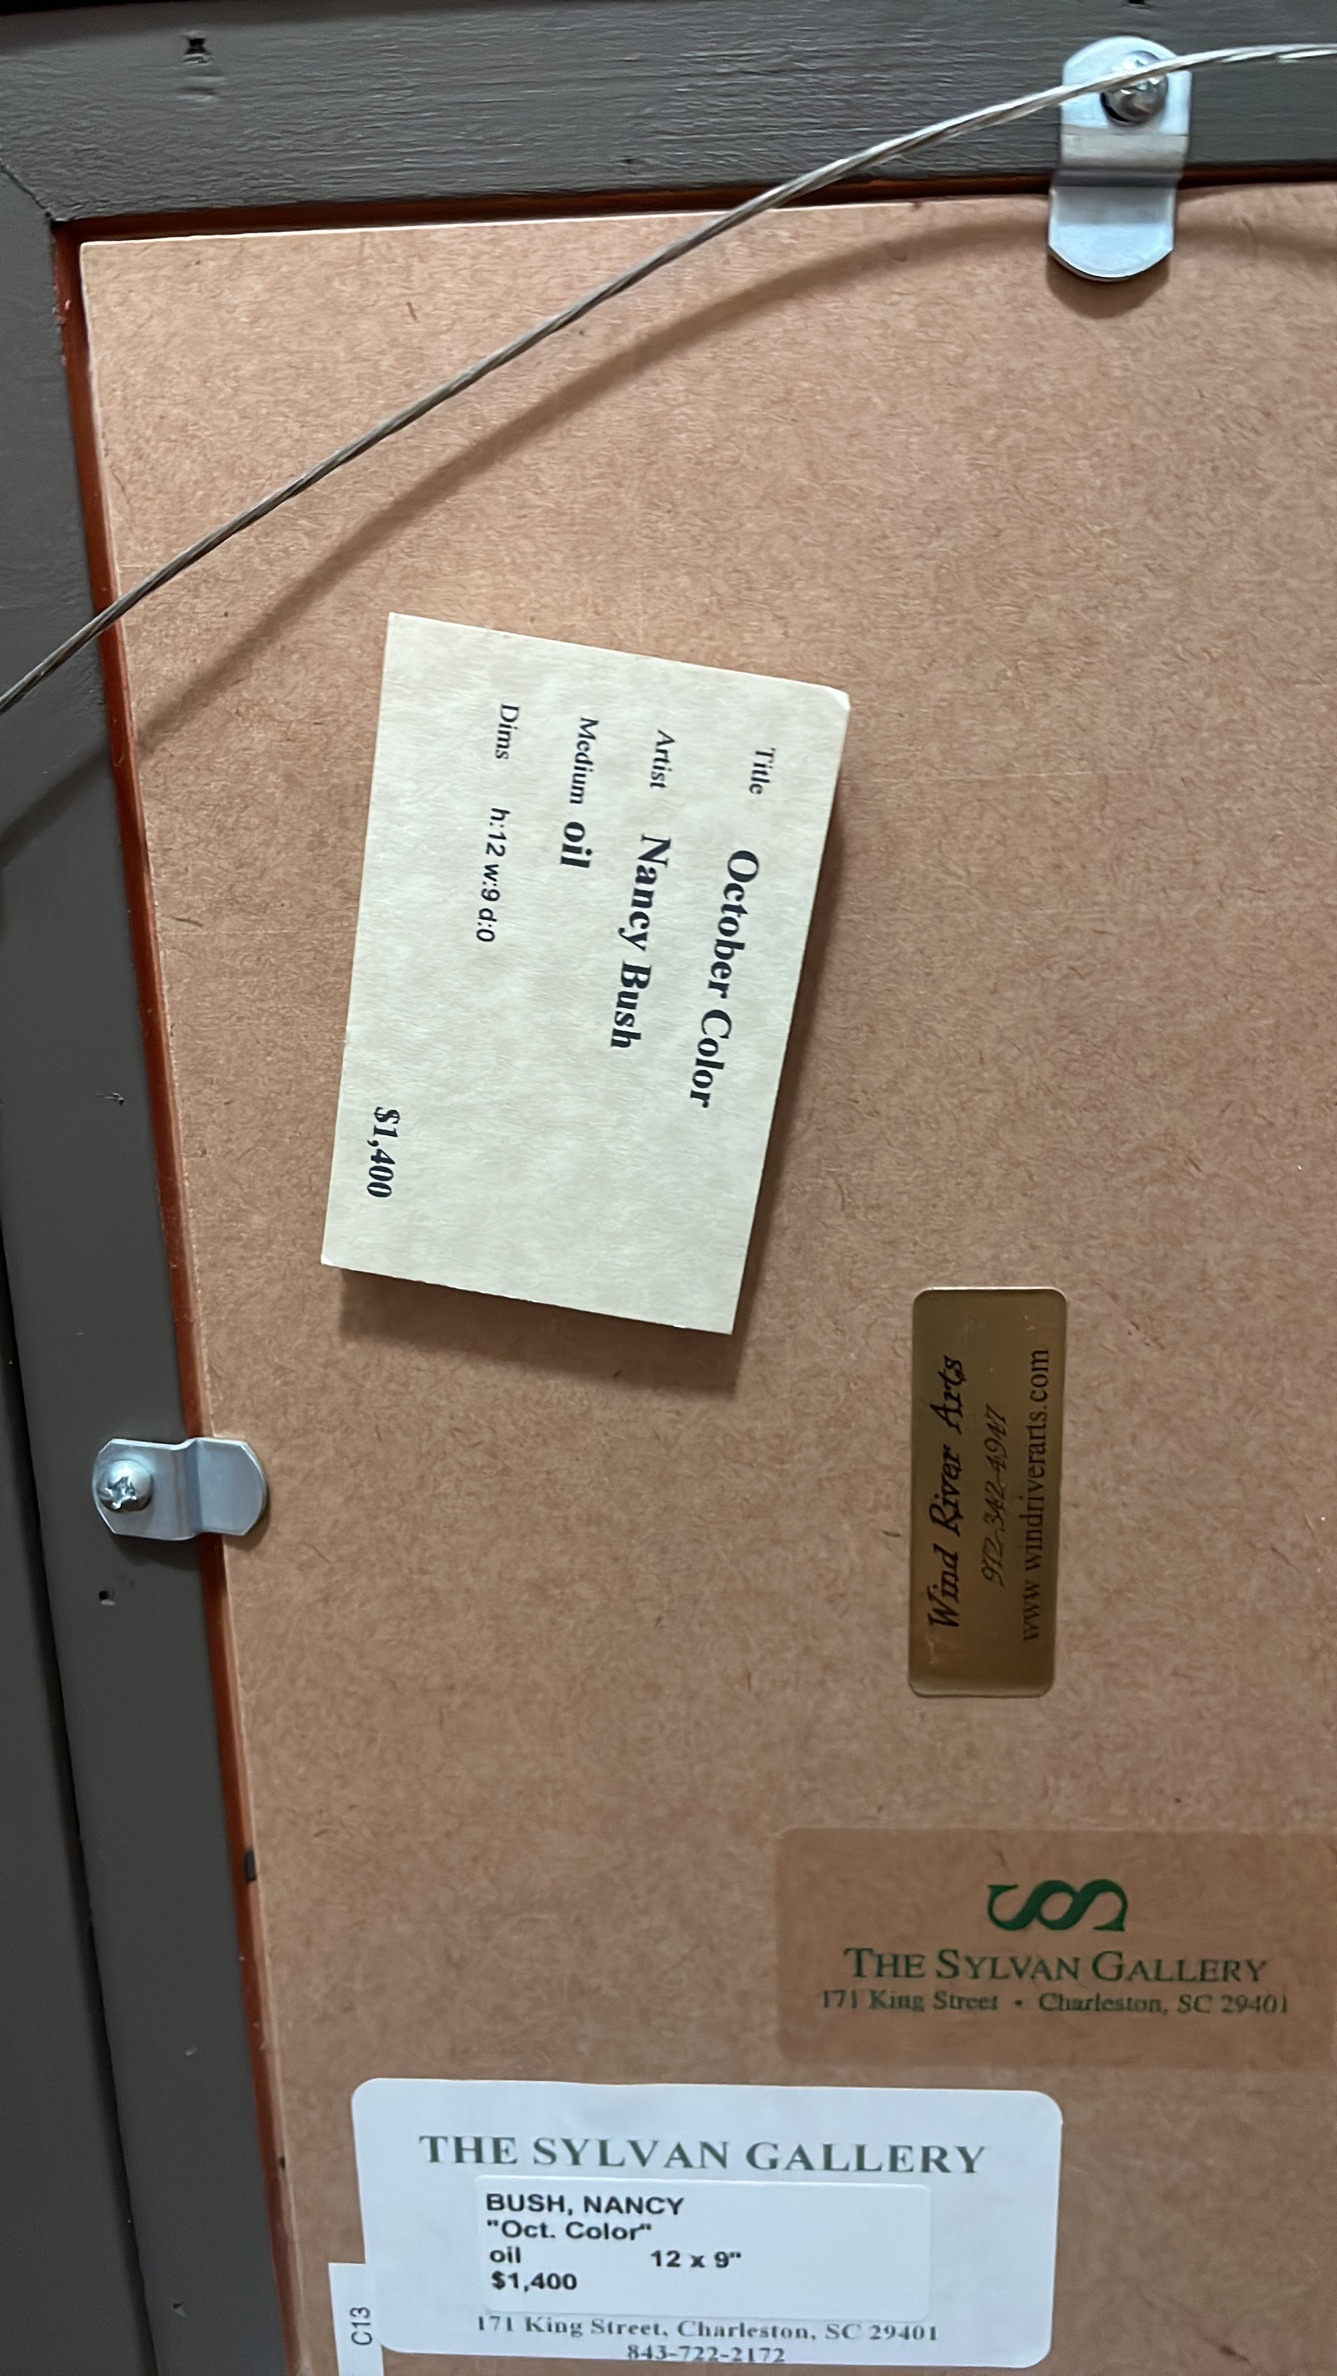 Title October Color
Artist Nancy Bush
Medium oil
Dims h:12 w:9 d:0
$1,400
Wind River Arts
972-342-4947
www.windriverarts.com
THE SYLVAN GALLERY
171 King Street • Charleston, SC 29401
THE SYLVAN GALLERY
BUSH, NANCY
"Oct. Color"
oil 12 x 9"
$1,400
171 King Street, Charleston, SC 29401
843-722-2172
C13